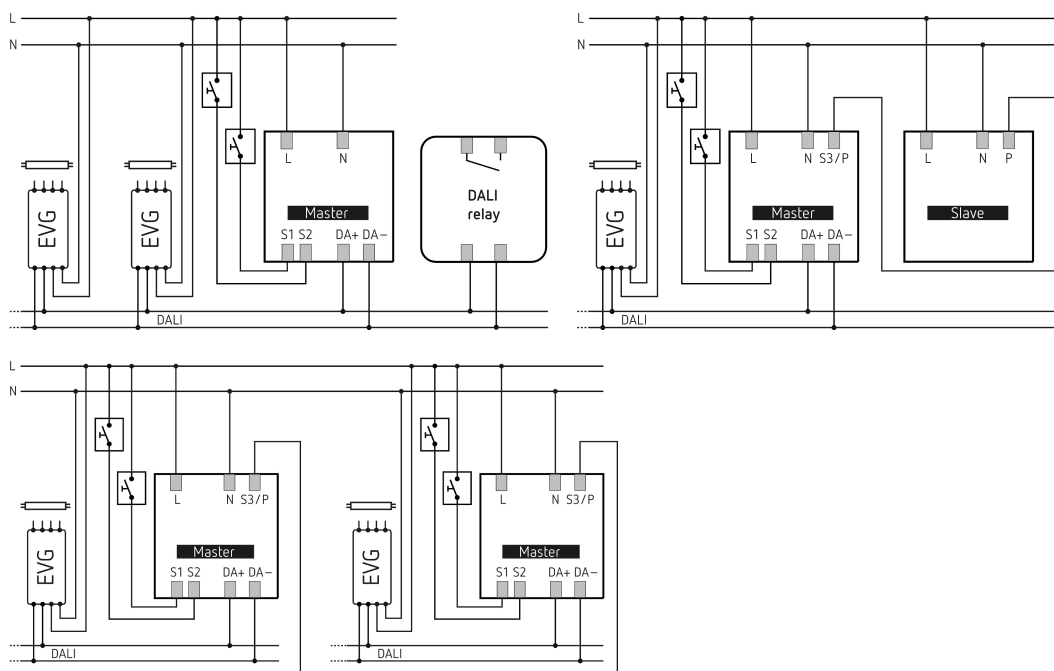 L
N
L N
EVG
EVG
DALI
relay
Master
S1 S2 DA+ DA−
DALI
L
N
L N S3/P
L N P
EVG
Master
Slave
S1 S2 DA+ DA−
DALI
L
N
L N S3/P
EVG
Master
S1 S2 DA+ DA−
DALI
L N S3/P
EVG
Master
S1 S2 DA+ DA−
DALI